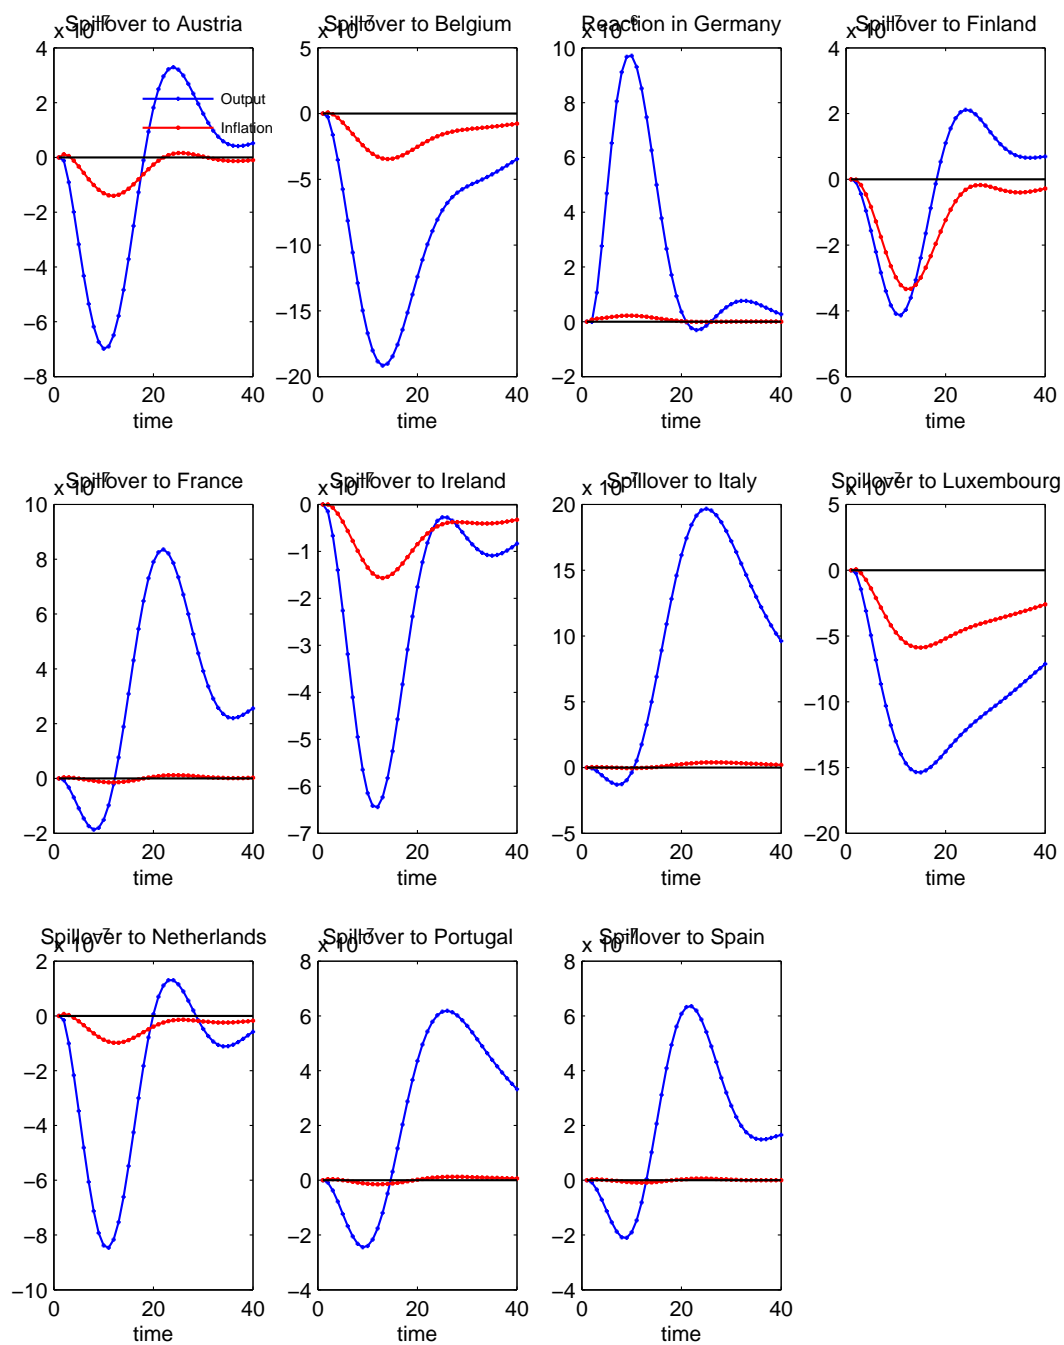 Spillover to Austria
x 10−7
4
2
0
−2
−4
−6
−8
Output
Inflation
0 20 40
time
Spillover to Belgium
x 10−7
5
0
−5
−10
−15
−20
0 20 40
time
Reaction in Germany
x 10−6
10
8
6
4
2
0
−2
0 20 40
time
Spillover to Finland
x 10−7
4
2
0
−2
−4
−6
0 20 40
time
Spillover to France
x 10−7
10
8
6
4
2
0
−2
0 20 40
time
Spillover to Ireland
x 10−7
0
−1
−2
−3
−4
−5
−6
−7
0 20 40
time
Spillover to Italy
x 10−7
20
15
10
5
0
−5
0 20 40
time
Spillover to Luxembourg
x 10−7
5
0
−5
−10
−15
−20
0 20 40
time
Spillover to Netherlands
x 10−7
2
0
−2
−4
−6
−8
−10
0 20 40
time
Spillover to Portugal
x 10−7
8
6
4
2
0
−2
−4
0 20 40
time
Spillover to Spain
x 10−7
8
6
4
2
0
−2
−4
0 20 40
time